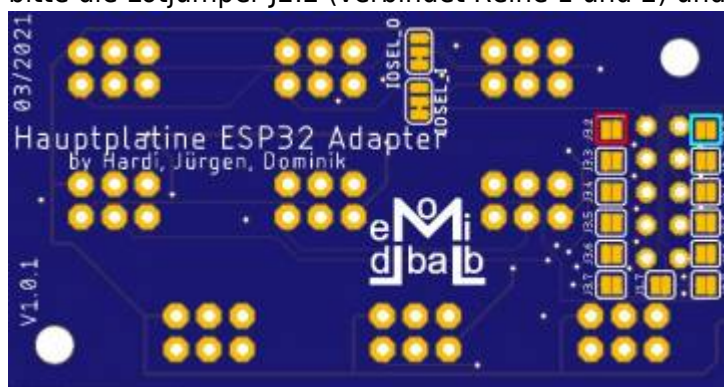 bitte die Lötjumper J2.2 (verbindet Reihe 1 und 2) und
03/2021
IOSEL_0
IOSEL_1
Hauptplatine ESP32 Adapter
by Hardi, Jürgen, Dominik
J3.2
J3.3
J3.4
J3.5
J3.6
J3.7
J1.7
e M o i
d ba b
V1.0.1